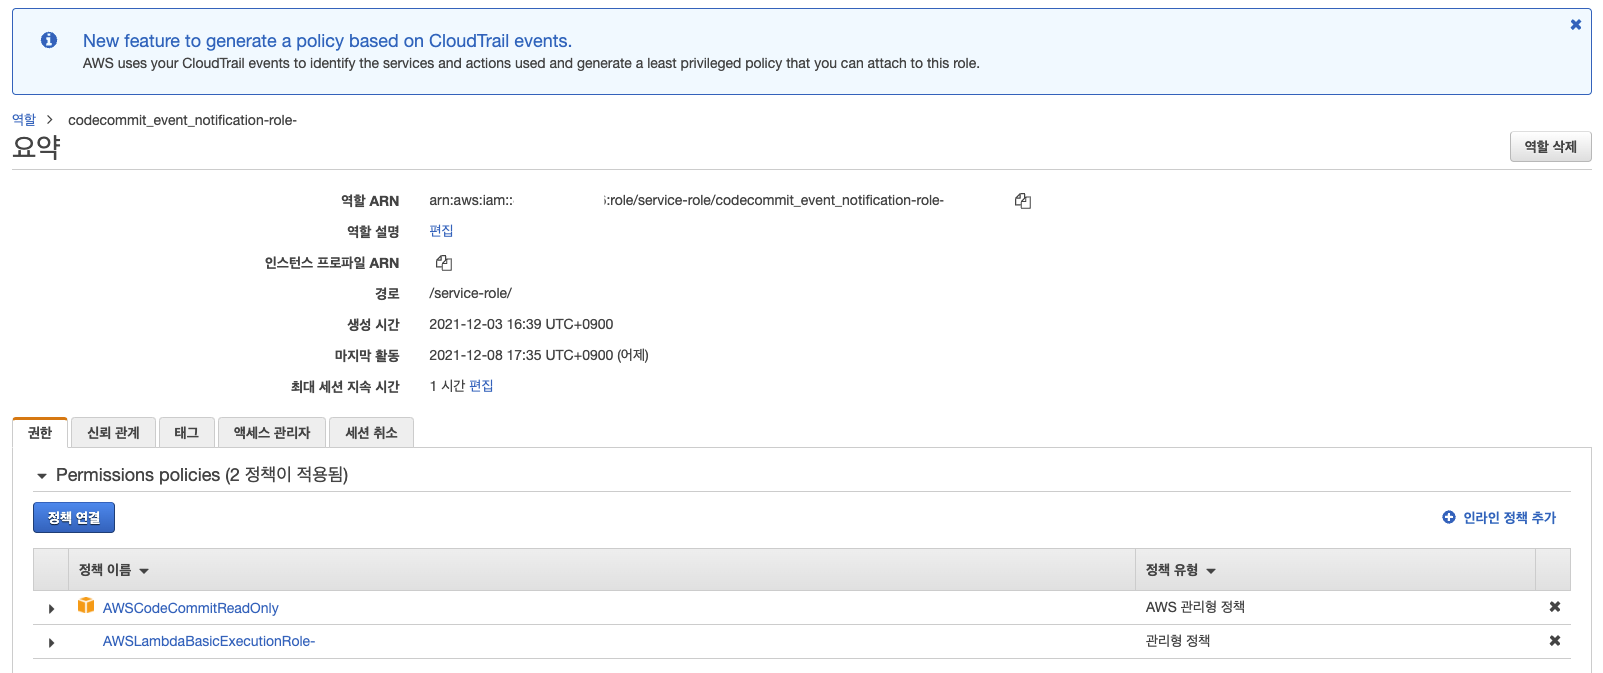 New feature to generate a policy based on CloudTrail events.
AWS uses your CloudTrail events to identify the services and actions used and generate a least privileged policy that you can attach to this role.
역할 > codecommit_event_notification-role-
요약
역할 삭제
역할 ARN arn:aws:iam:: :role/service-role/codecommit_event_notification-role-
역할 설명 편집
인스턴스 프로파일 ARN
경로 /service-role/
생성 시간 2021-12-03 16:39 UTC+0900
마지막 활동 2021-12-08 17:35 UTC+0900 (어제)
최대 세션 지속 시간 1 시간 편집
권한 신뢰 관계 태그 액세스 관리자 세션 취소
Permissions policies (2 정책이 적용됨)
정책 연결 인라인 정책 추가
정책 이름 정책 유형
AWSCodeCommitReadOnly AWS 관리형 정책
AWSLambdaBasicExecutionRole- 관리형 정책